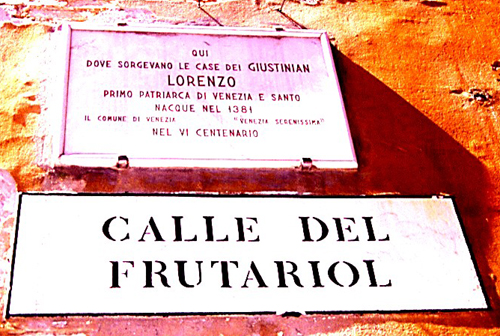 QUI
DOVE SORGEVANO LE CASE DEI GIUSTINIAN
LORENZO
PRIMO PATRIARCA DI VENEZIA E SANTO
NACQUE NEL 1381
IL COMUNE DI VENEZIA "VENEZIA SERENISSIMA"
NEL VI CENTENARIO
CALLE DEL
FRUTARIOL